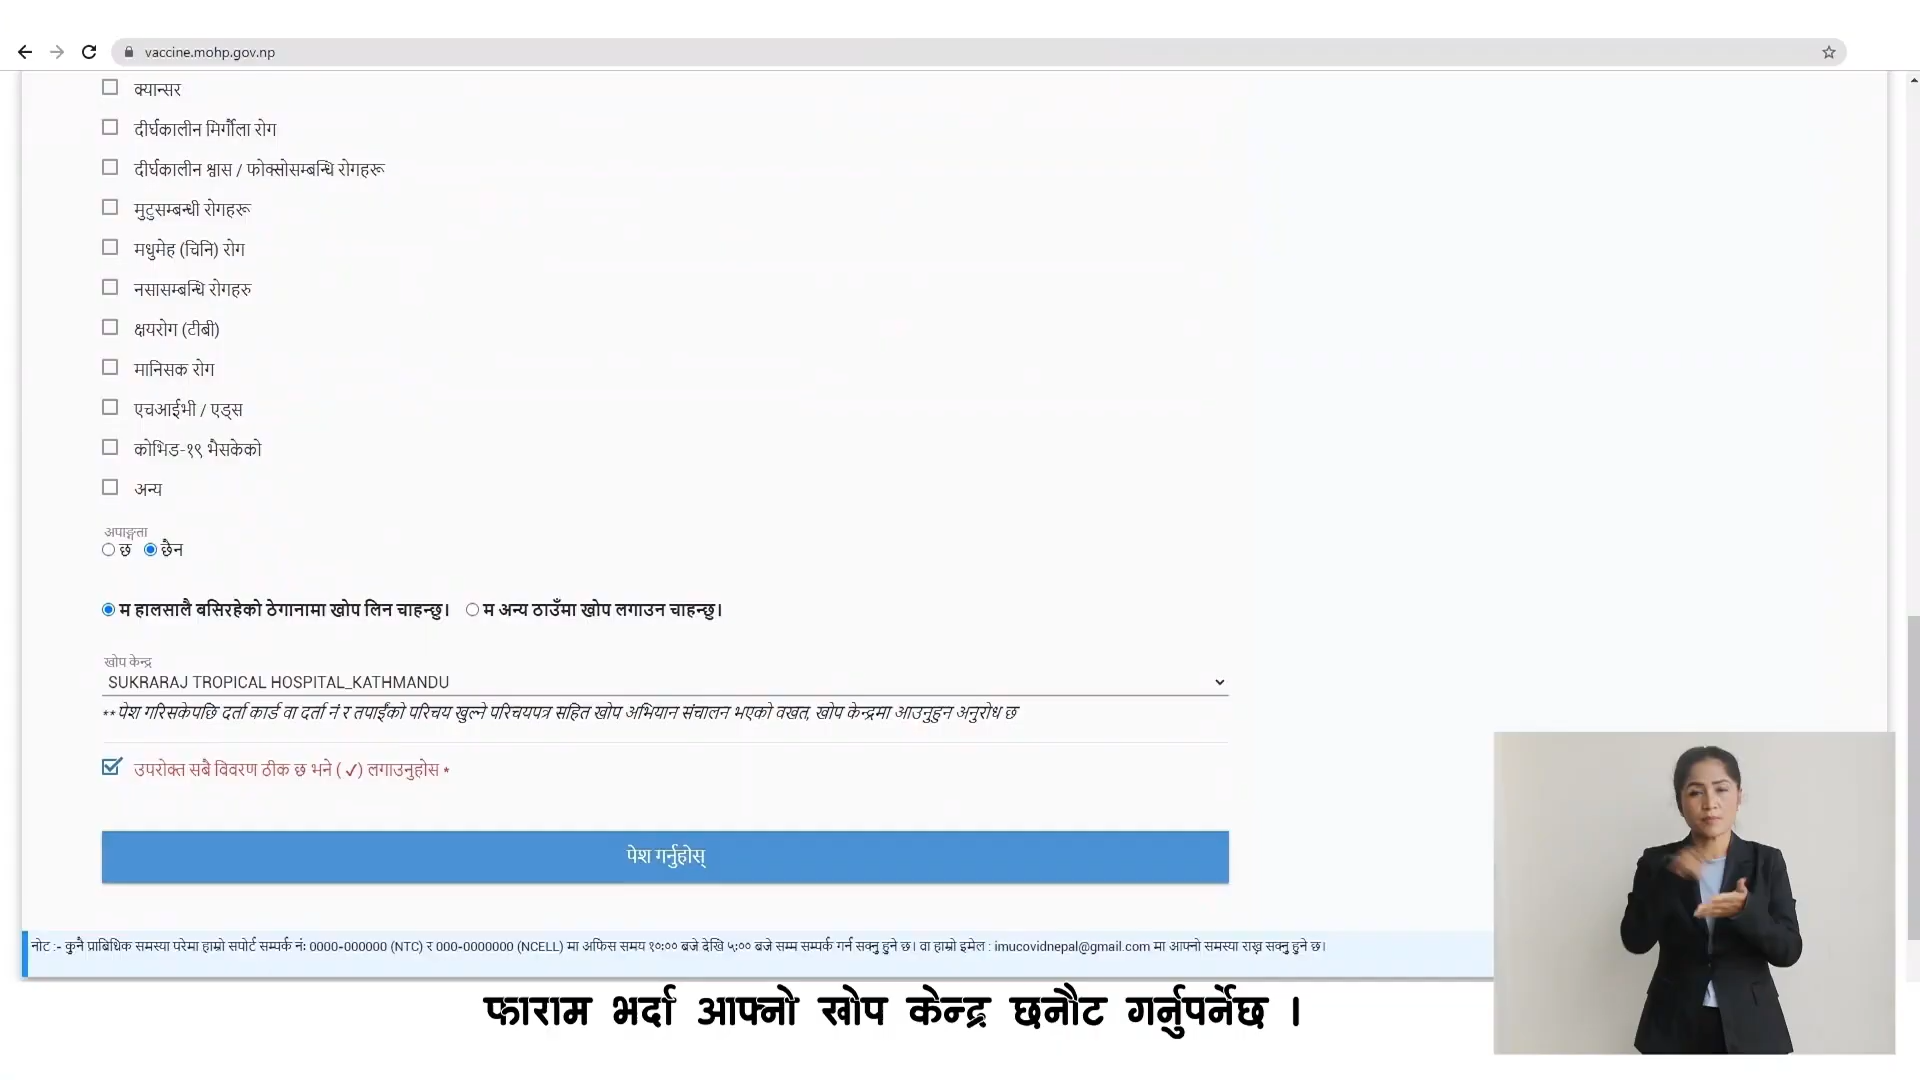 vaccine.mohp.gov.np
क्यान्सर
दीर्घकालीन मिर्गौला रोग
दीर्घकालीन श्वास / फोक्सोसम्बन्धि रोगहरू
मुटुसम्बन्धी रोगहरू
मधुमेह (चिनि) रोग
नसासम्बन्धि रोगहरु
क्षयरोग (टीबी)
मानिसक रोग
एचआईभी / एड्स
कोभिड-१९ भैसकेको
अन्य
अपाङ्गता
छ छैन
म हालसालै बसिरहेको ठेगानामा खोप लिन चाहन्छु। म अन्य ठाउँमा खोप लगाउन चाहन्छु।
खोप केन्द्र
SUKRARAJ TROPICAL HOSPITAL_KATHMANDU
** पेश गरिसकेपछि दर्ता कार्ड वा दर्ता नं र तपाईंको परिचय खुल्ने परिचयपत्र सहित खोप अभियान संचालन भएको वखत, खोप केन्द्रमा आउनुहुन अनुरोध छ
उपरोक्त सबै विवरण ठीक छ भने ( ✓) लगाउनुहोस *
पेश गर्नुहोस्
नोट :- कुनै प्राबिधिक समस्या परेमा हाम्रो सपोर्ट सम्पर्क नंः 0000-000000 (NTC) र 000-0000000 (NCELL) मा अफिस समय १०:०० बजे देखि ५:०० बजे सम्म सम्पर्क गर्न सक्नु हुने छ। वा हाम्रो इमेल : imucovidnepal@gmail.com मा आफ्नो समस्या राख्न सक्नु हुने छ।
फाराम भर्दा आफ्नो खोप केन्द्र छनौट गर्नुपर्नेछ ।